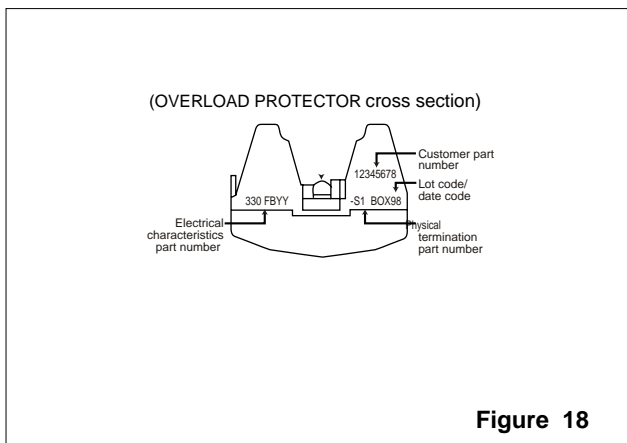 (OVERLOAD PROTECTOR cross section)
Customer part
number
12345678
Lot code/
date code
330 FBYY
-S1 BOX98
Electrical
characteristics
part number
Physical
termination
part number
Figure 18